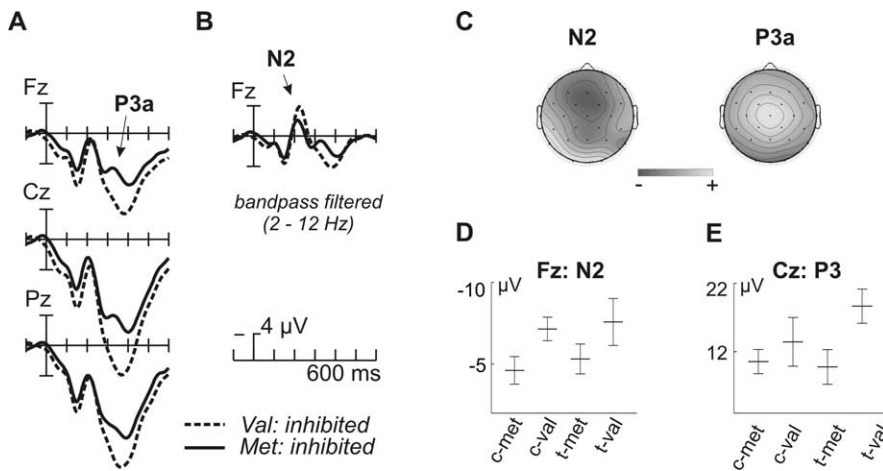 A
B
C
N2
P3a
N2
Fz
P3a
Fz
Cz
bandpass filtered
(2 - 12 Hz)
- +
D
E
Fz: N2
Cz: P3
-10 µV
-5
22 µV
12
Pz
4 µV
600 ms
Val: inhibited
Met: inhibited
c-met
c-val
t-met
t-val
c-met
c-val
t-met
t-val